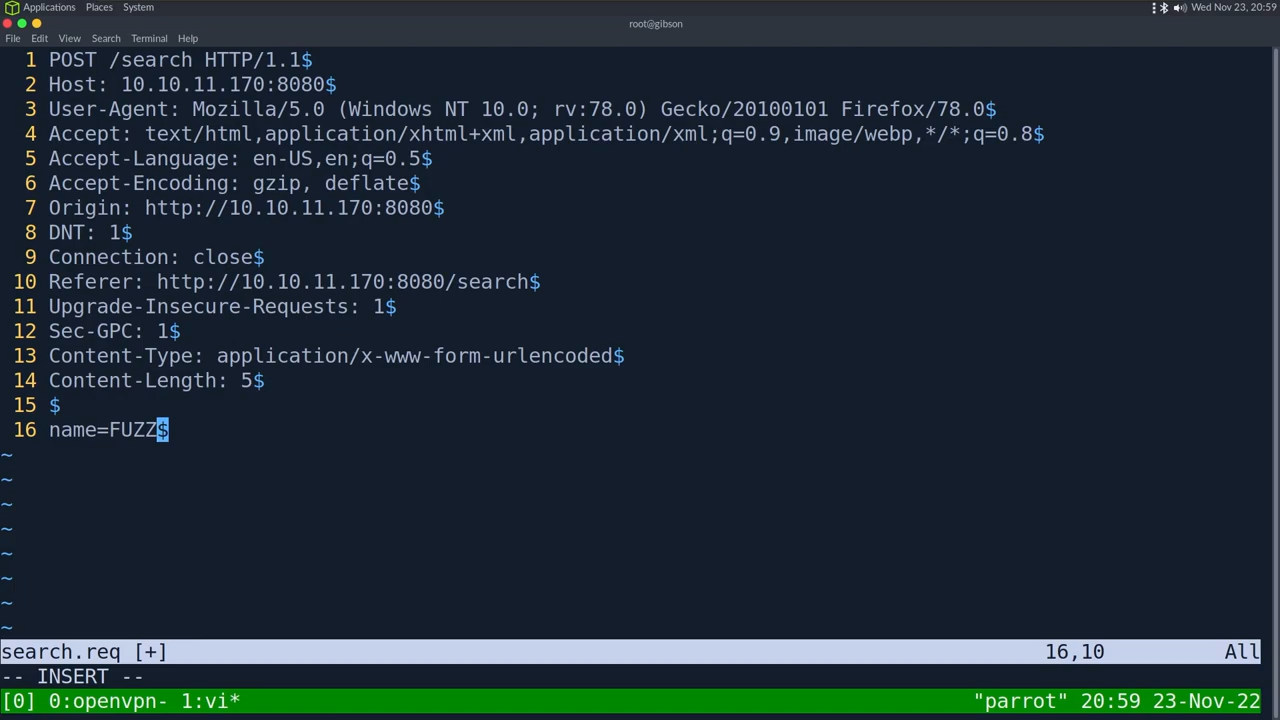 Applications Places System Wed Nov 23, 20:59
root@gibson
File Edit View Search Terminal Help
1 POST /search HTTP/1.1$
2 Host: 10.10.11.170:8080$
3 User-Agent: Mozilla/5.0 (Windows NT 10.0; rv:78.0) Gecko/20100101 Firefox/78.0$
4 Accept: text/html,application/xhtml+xml,application/xml;q=0.9,image/webp,*/*;q=0.8$
5 Accept-Language: en-US,en;q=0.5$
6 Accept-Encoding: gzip, deflate$
7 Origin: http://10.10.11.170:8080$
8 DNT: 1$
9 Connection: close$
10 Referer: http://10.10.11.170:8080/search$
11 Upgrade-Insecure-Requests: 1$
12 Sec-GPC: 1$
13 Content-Type: application/x-www-form-urlencoded$
14 Content-Length: 5$
15 $
16 name=FUZZ$
~
~
~
~
~
~
~
~
search.req [+] 16,10 All
-- INSERT --
[0] 0:openvpn- 1:vi* "parrot" 20:59 23-Nov-22